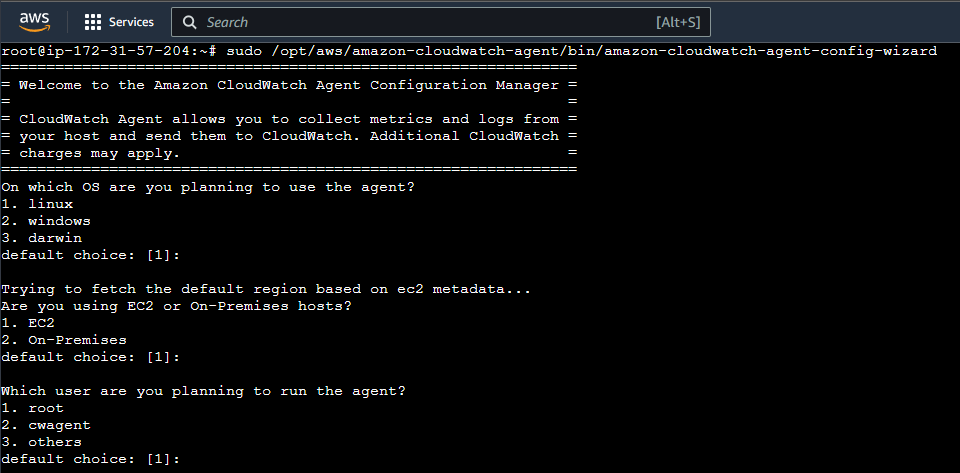 aws
Services
Search
[Alt+S]
root@ip-172-31-57-204:~# sudo /opt/aws/amazon-cloudwatch-agent/bin/amazon-cloudwatch-agent-config-wizard
================================================================
= Welcome to the Amazon CloudWatch Agent Configuration Manager =
=                                                              =
= CloudWatch Agent allows you to collect metrics and logs from =
= your host and send them to CloudWatch. Additional CloudWatch =
= charges may apply.                                           =
================================================================
On which OS are you planning to use the agent?
1. linux
2. windows
3. darwin
default choice: [1]:
Trying to fetch the default region based on ec2 metadata...
Are you using EC2 or On-Premises hosts?
1. EC2
2. On-Premises
default choice: [1]:
Which user are you planning to run the agent?
1. root
2. cwagent
3. others
default choice: [1]: